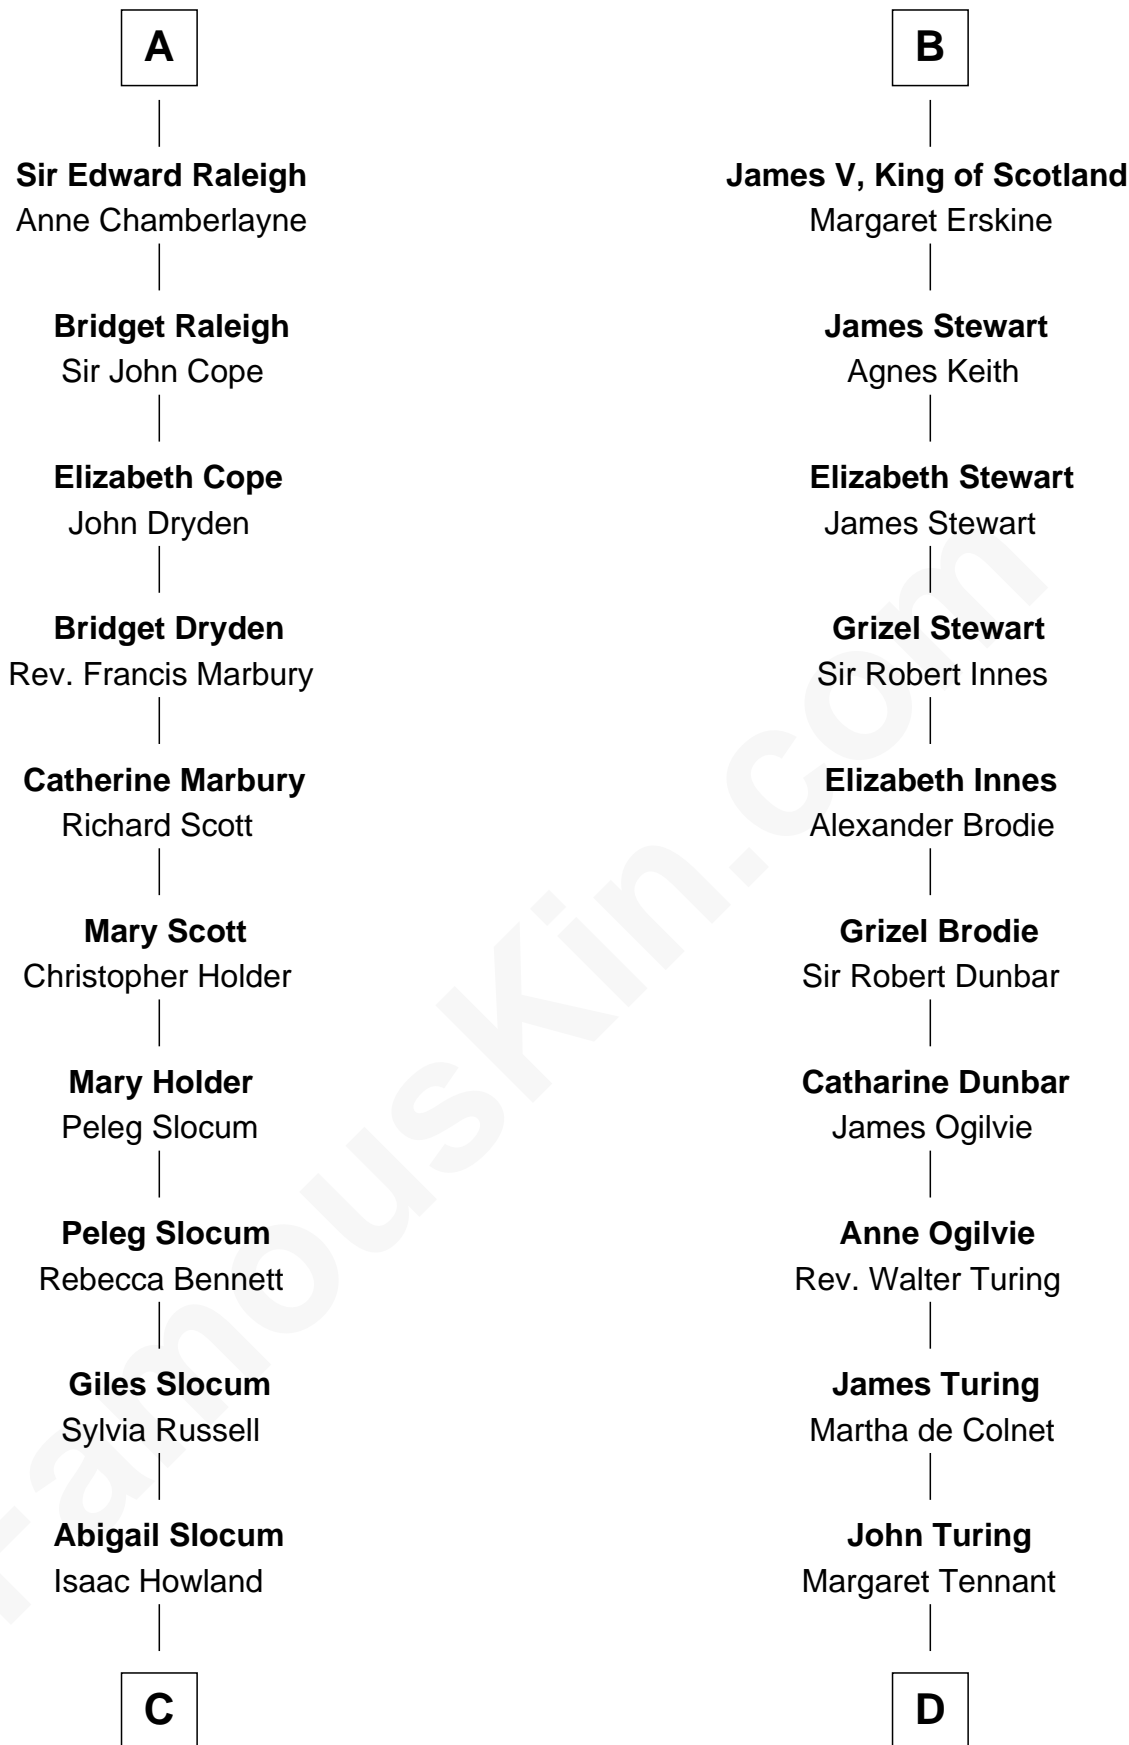 A
Sir Edward Raleigh
Anne Chamberlayne
Bridget Raleigh
Sir John Cope
Elizabeth Cope
John Dryden
Bridget Dryden
Rev. Francis Marbury
Catherine Marbury
Richard Scott
Mary Scott
Christopher Holder
Mary Holder
Peleg Slocum
Peleg Slocum
Rebecca Bennett
Giles Slocum
Sylvia Russell
Abigail Slocum
Isaac Howland
C
B
James V, King of Scotland
Margaret Erskine
James Stewart
Agnes Keith
Elizabeth Stewart
James Stewart
Grizel Stewart
Sir Robert Innes
Elizabeth Innes
Alexander Brodie
Grizel Brodie
Sir Robert Dunbar
Catharine Dunbar
James Ogilvie
Anne Ogilvie
Rev. Walter Turing
James Turing
Martha de Colnet
John Turing
Margaret Tennant
D
FamousKin.com